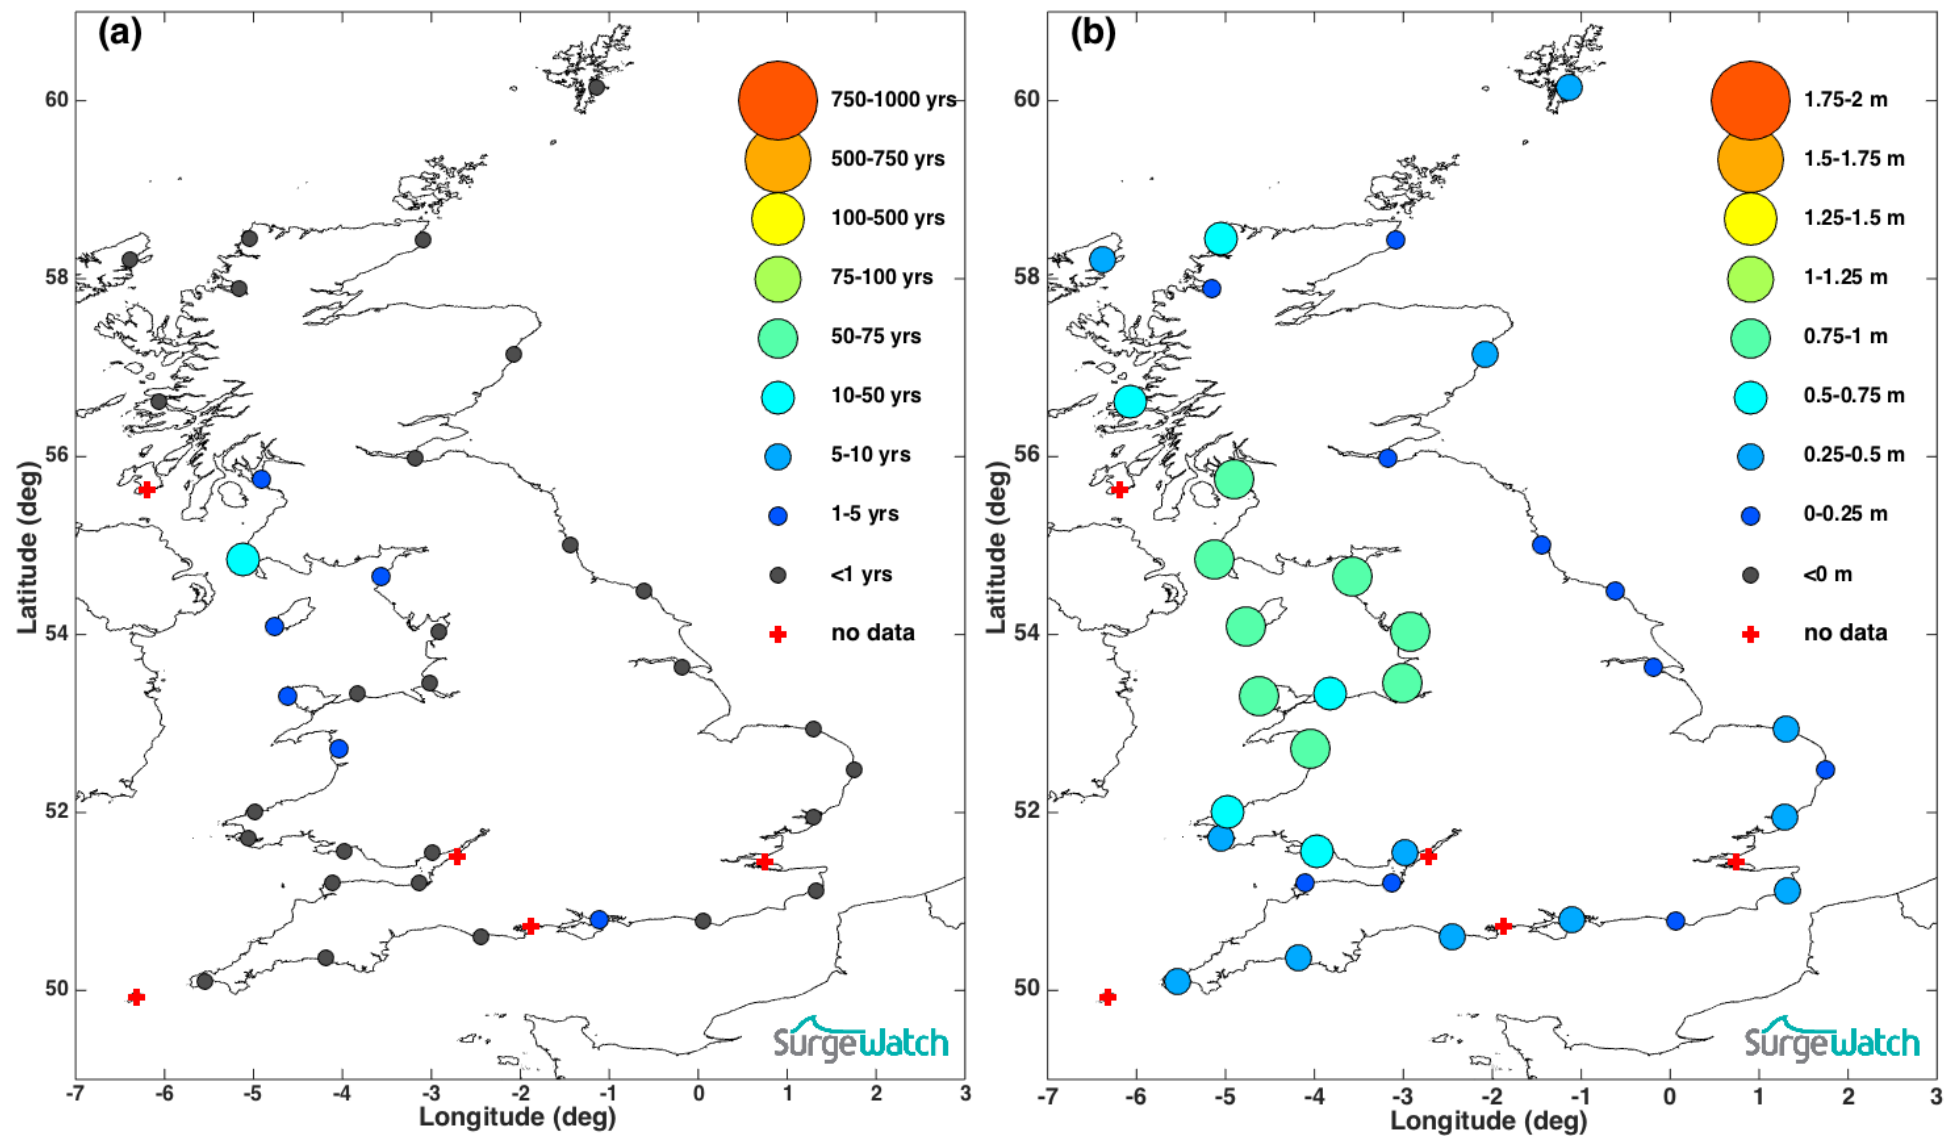 (a)
60
58
56
54
52
50
-7 -6 -5 -4 -3 -2 -1 0 1 2 3
Latitude (deg)
Longitude (deg)
750-1000 yrs
500-750 yrs
100-500 yrs
75-100 yrs
50-75 yrs
10-50 yrs
5-10 yrs
1-5 yrs
<1 yrs
no data
SurgeWatch
(b)
60
58
56
54
52
50
-7 -6 -5 -4 -3 -2 -1 0 1 2 3
Latitude (deg)
Longitude (deg)
1.75-2 m
1.5-1.75 m
1.25-1.5 m
1-1.25 m
0.75-1 m
0.5-0.75 m
0.25-0.5 m
0-0.25 m
<0 m
no data
SurgeWatch